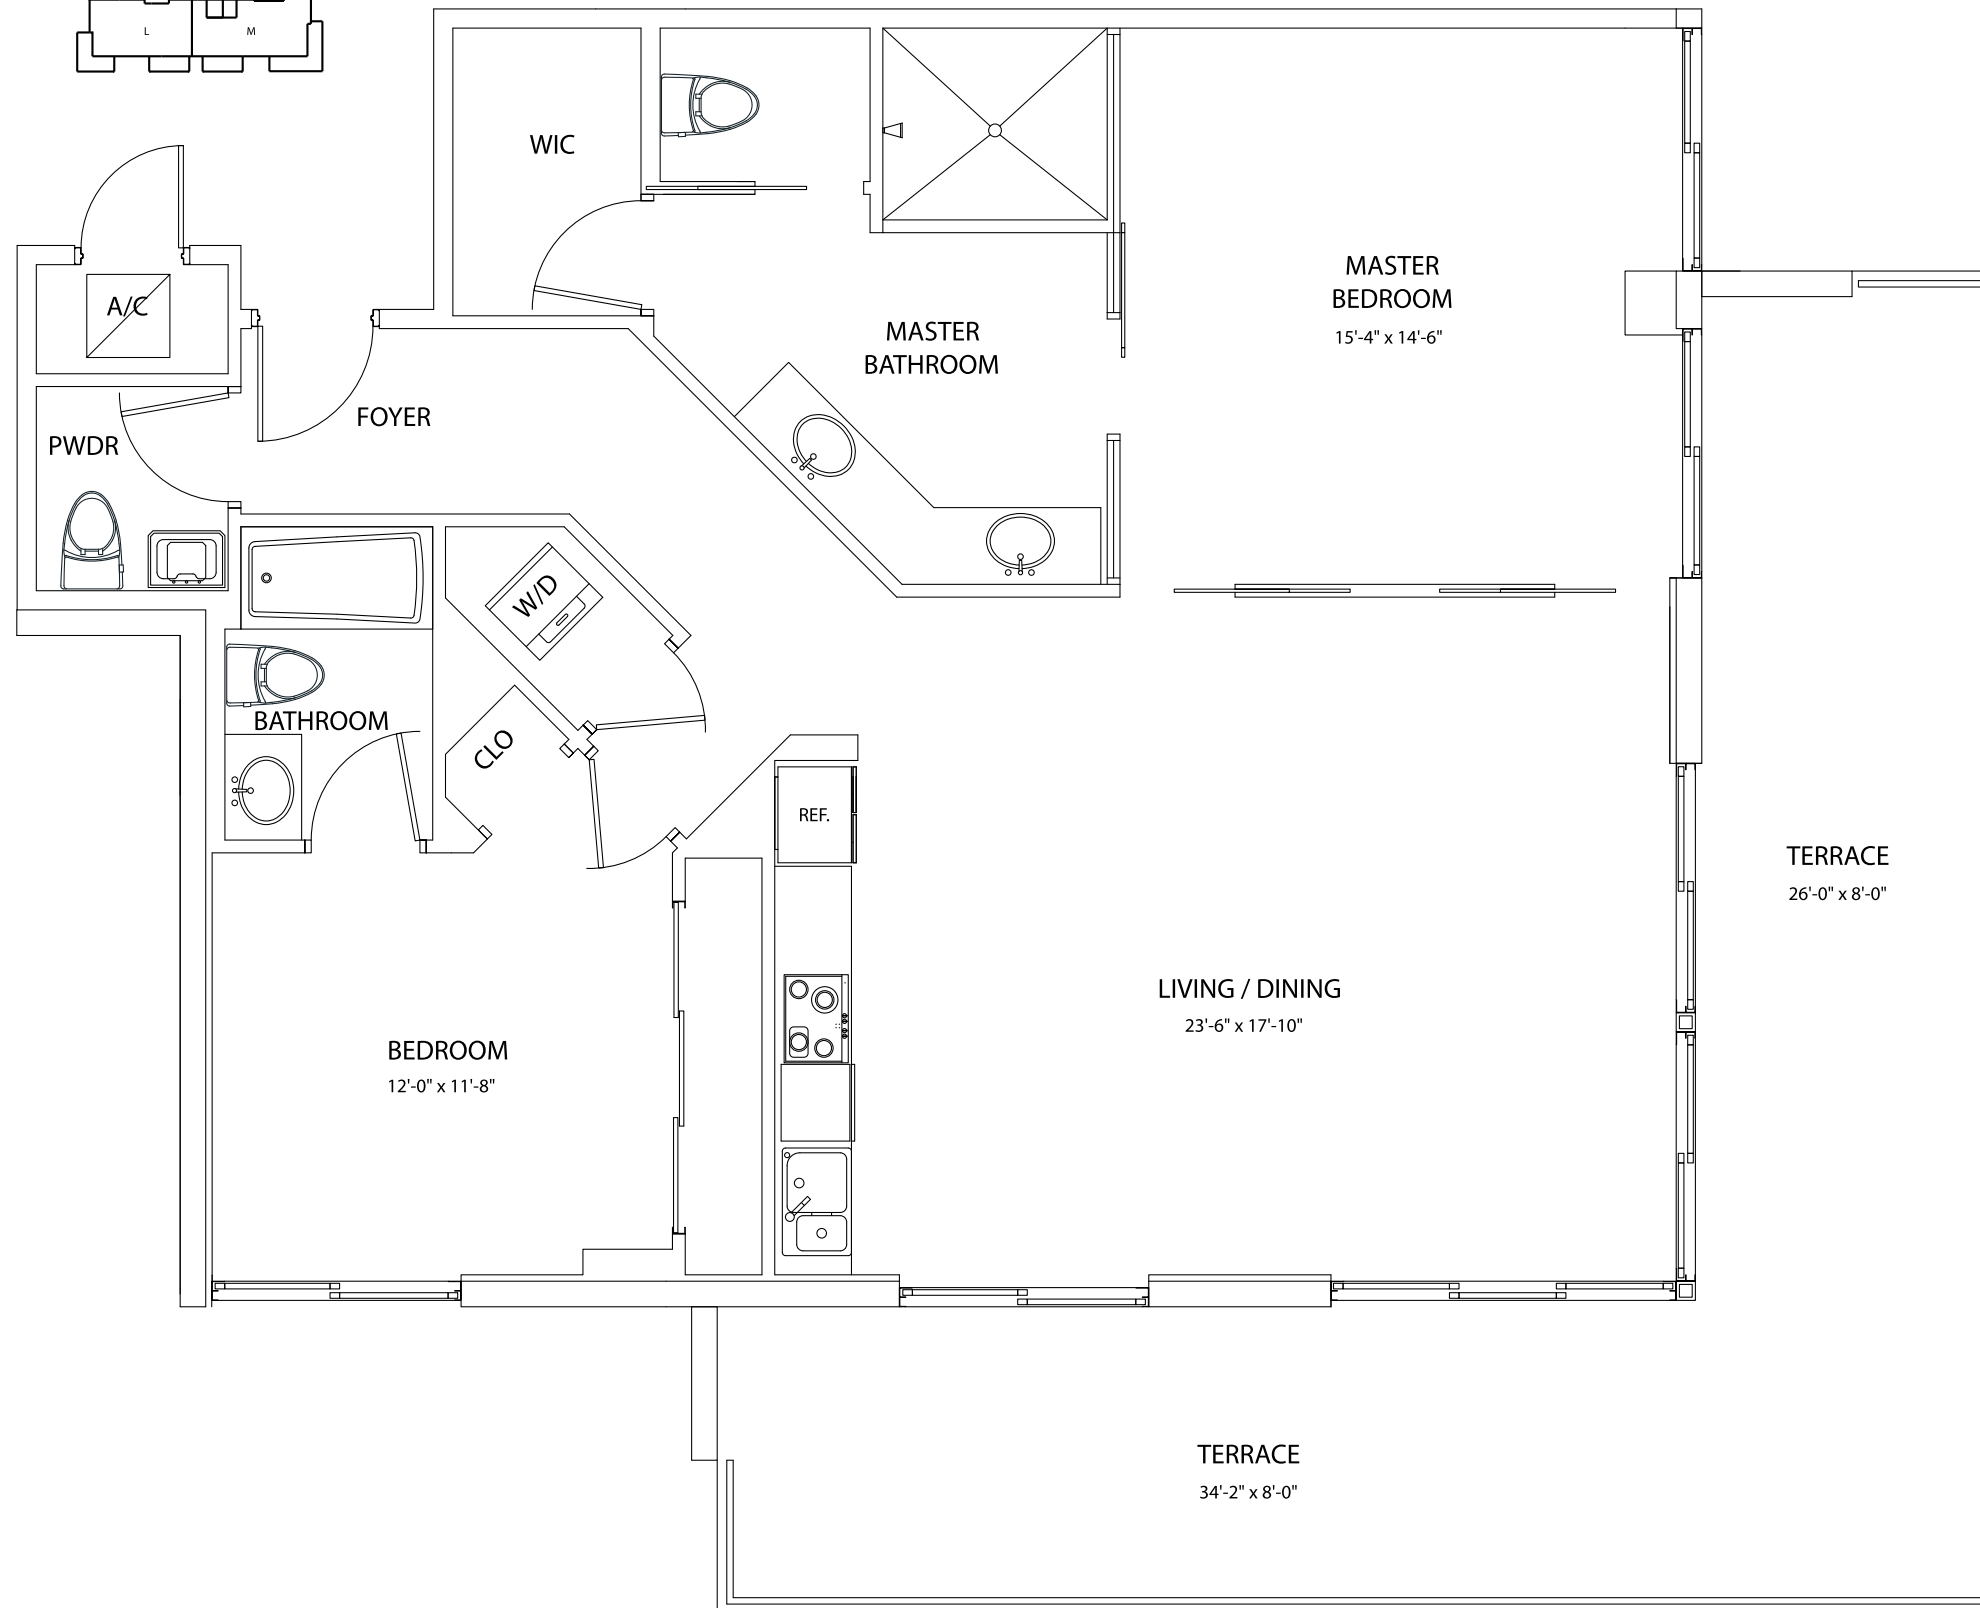 L
M
WIC
A/C
MASTER
BEDROOM
15'-4" x 14'-6"
MASTER
BATHROOM
FOYER
PWDR
W/D
BATHROOM
CLO
REF.
TERRACE
26'-0" x 8'-0"
LIVING / DINING
23'-6" x 17'-10"
BEDROOM
12'-0" x 11'-8"
TERRACE
34'-2" x 8'-0"